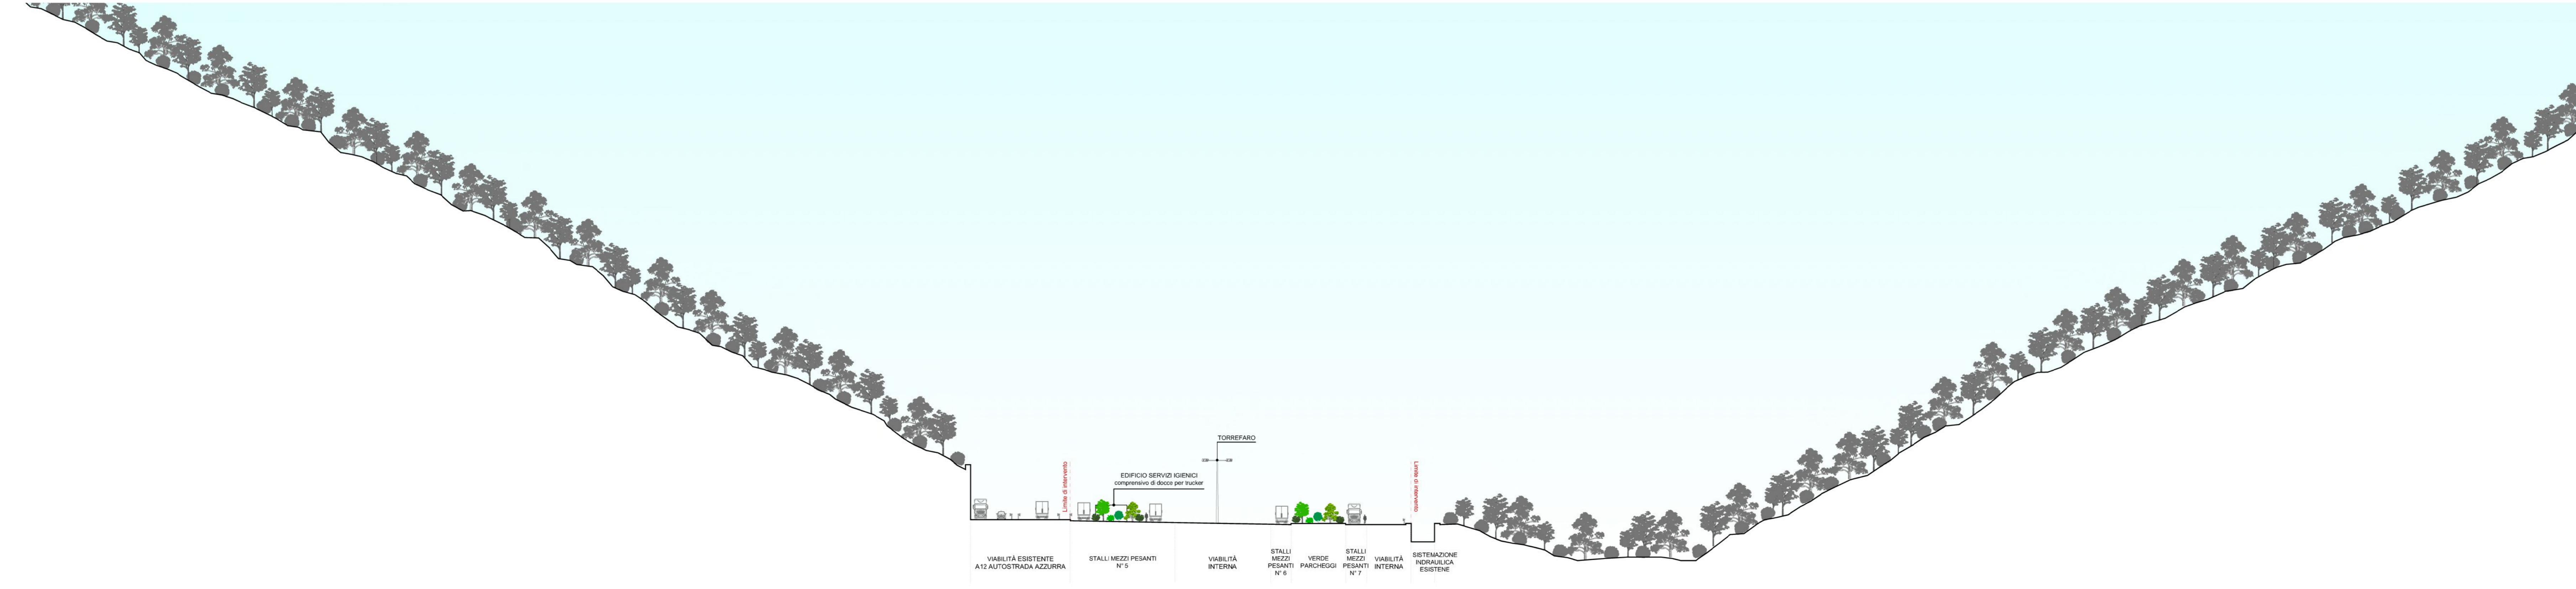 TORREFARO
EDIFICIO SERVIZI IGIENICI
comprensivo di docce per trucker
Limite di intervento
Limite di intervento
VIABILITÀ ESISTENTE
A12 AUTOSTRADA AZZURRA
STALLI MEZZI PESANTI
N° 5
VIABILITÀ
INTERNA
STALLI
MEZZI
PESANTI
N° 6
VERDE
PARCHEGGI
STALLI
MEZZI
PESANTI
N° 7
VIABILITÀ
INTERNA
SISTEMAZIONE
INDRAUILICA
ESISTENE